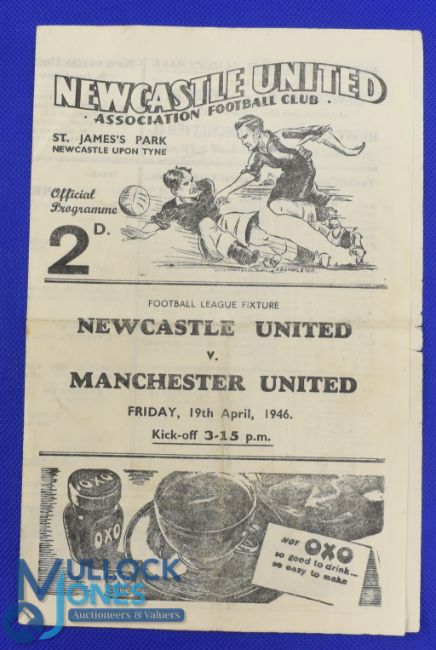 NEWCASTLE UNITED
· ASSOCIATION FOOTBALL CLUB ·
ST. JAMES'S PARK
NEWCASTLE UPON TYNE
Official
Programme
2D.
FOOTBALL LEAGUE FIXTURE
NEWCASTLE UNITED
v.
MANCHESTER UNITED
FRIDAY, 19th April, 1946.
Kick-off 3-15 p.m.
OXO
OXO
HOT OXO
so good to drink—
so easy to make
MULLOCK
JONES
Auctioneers & Valuers